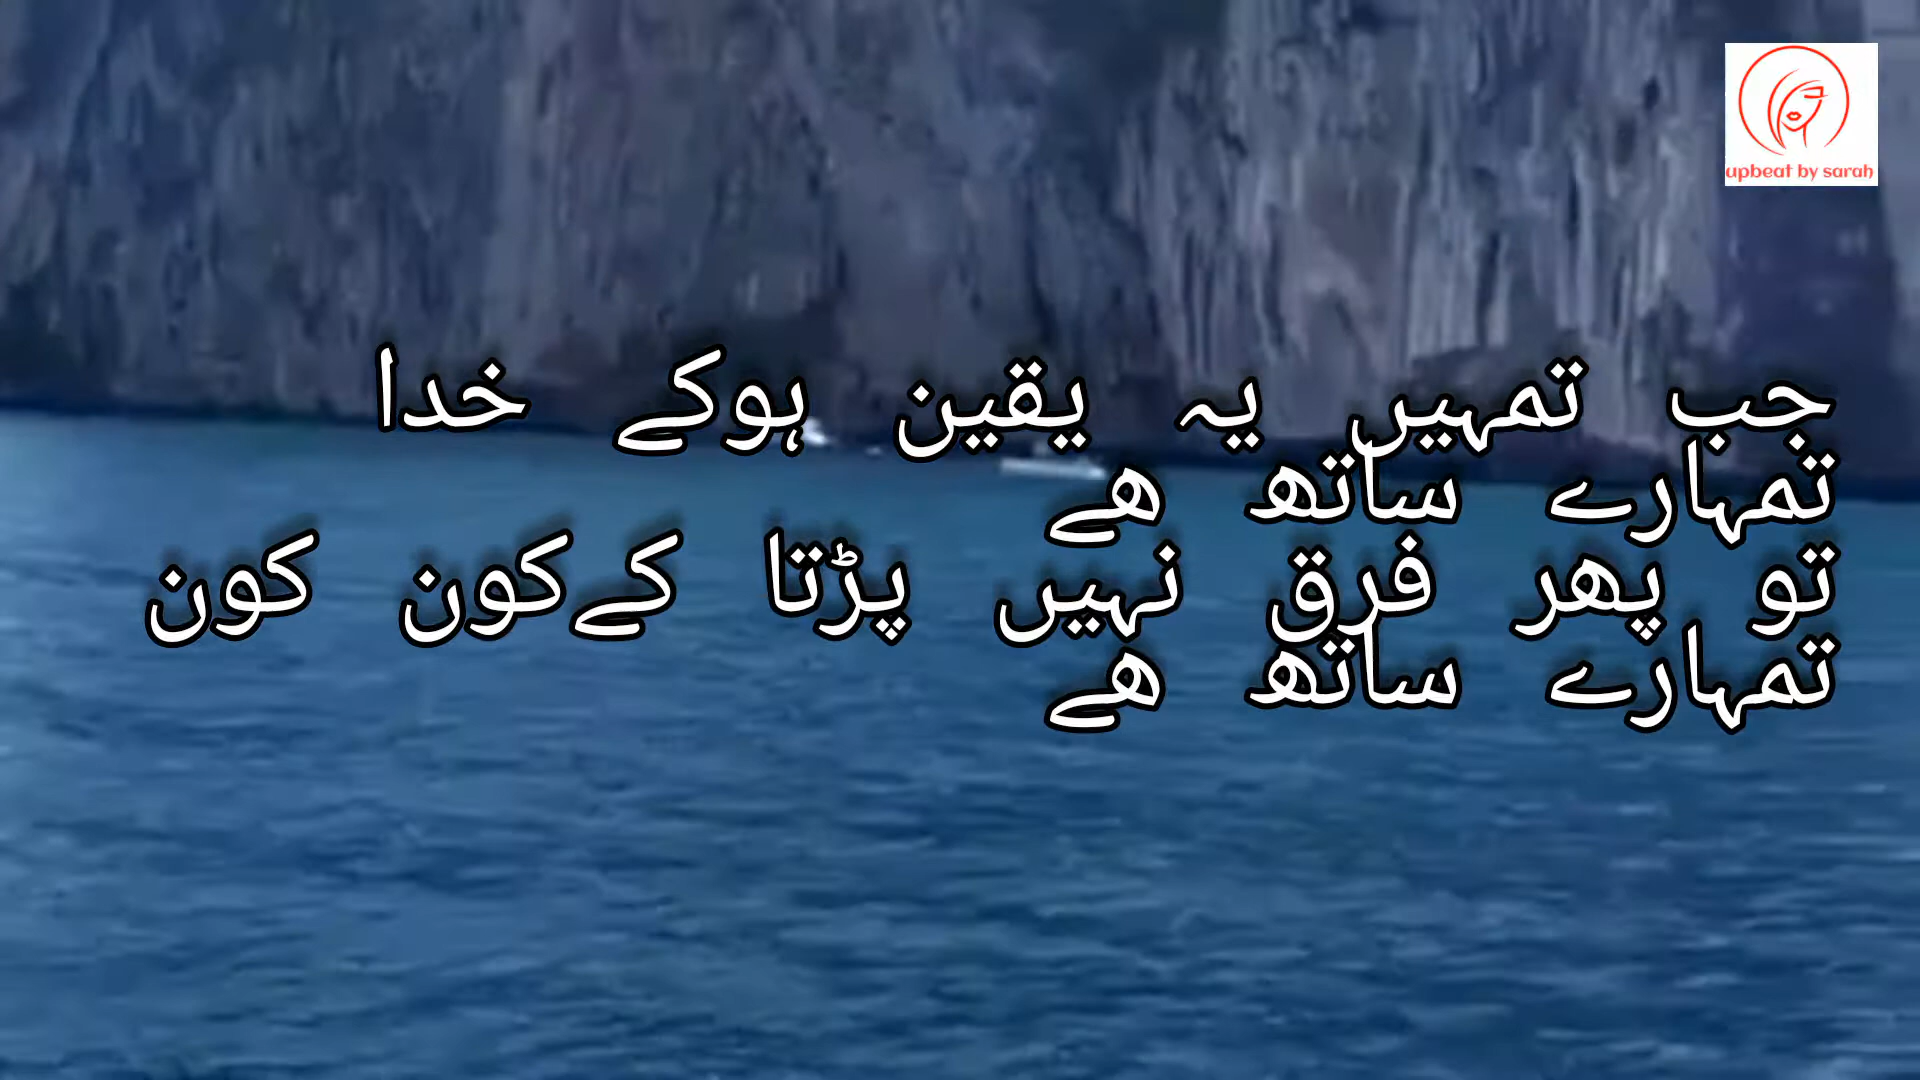 upbeat by sarah
جب تمہیں یہ یقین ہوکے خدا
تمہارے ساتھ ھے
تو پھر فرق نہیں پڑتا کےکون کون
تمہارے ساتھ ھے